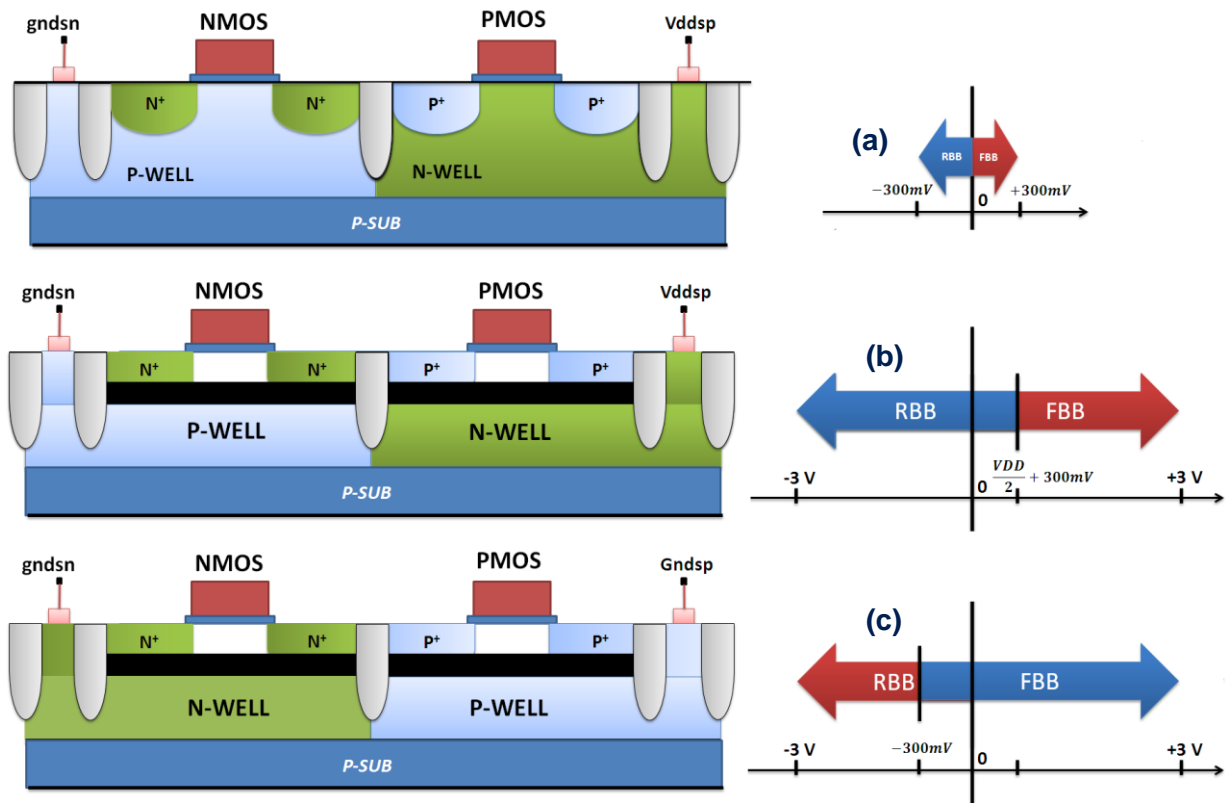 gndsn NMOS PMOS Vddsp
N+ N+ P+ P+
P-WELL N-WELL
P-SUB
(a)
RBB FBB
−300mV 0 +300mV
gndsn NMOS PMOS Vddsp
N+ N+ P+ P+
P-WELL N-WELL
P-SUB
(b)
RBB FBB
-3 V 0 VDD/2 + 300mV +3 V
gndsn NMOS PMOS Gndsp
N+ N+ P+ P+
N-WELL P-WELL
P-SUB
(c)
RBB FBB
-3 V −300mV 0 +3 V